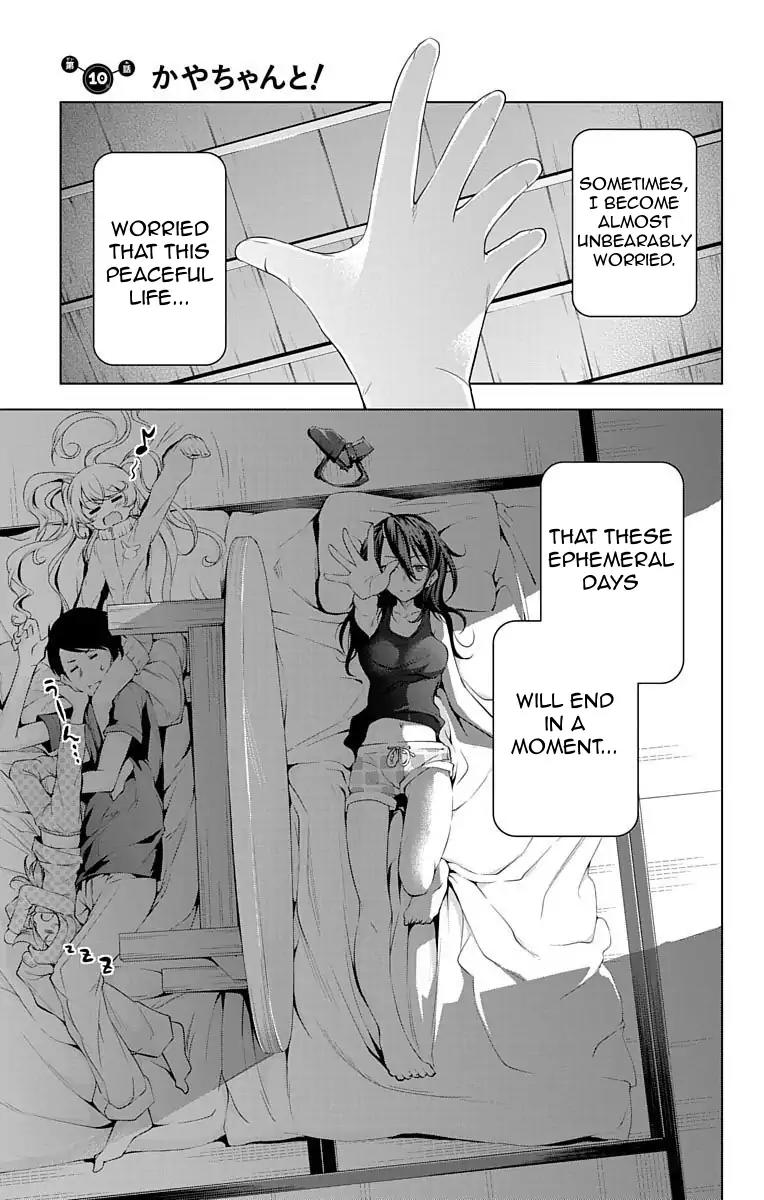 第10話 かやちゃんと!
SOMETIMES,
I BECOME
ALMOST
UNBEARABLY
WORRIED.
WORRIED
THAT THIS
PEACEFUL
LIFE...
THAT THESE
EPHEMERAL
DAYS
WILL END
IN A
MOMENT...
うーん…
z z z